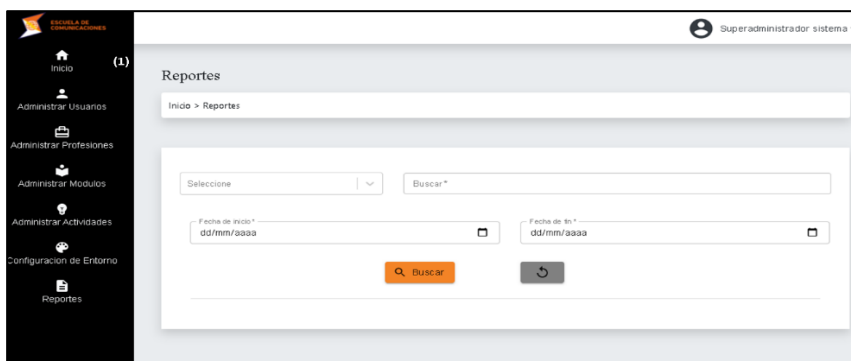 ESCUELA DE
COMUNICACIONES
Superadministrador sistema
Inicio
(1)
Administrar Usuarios
Administrar Profesiones
Administrar Modulos
Administrar Actividades
Configuracion de Entorno
Reportes
Reportes
Inicio > Reportes
Seleccione
Buscar*
Fecha de inicio*
dd/mm/aaaa
Fecha de fin*
dd/mm/aaaa
Buscar